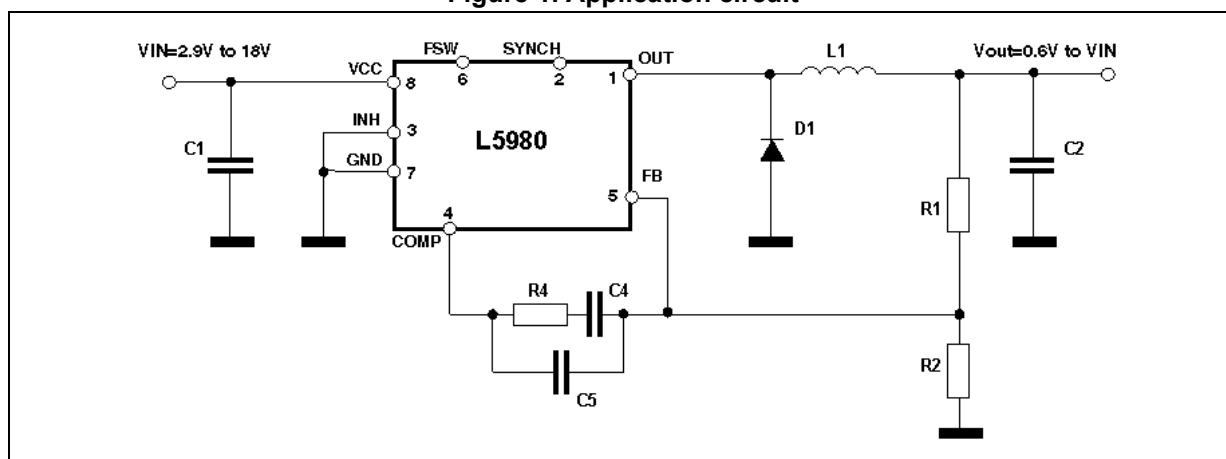 Figure 1. Application circuit
VIN=2.9V to 18V
FSW
SYNCH
L1
Vout=0.6V to VIN
VCC
6
2
OUT
8
1
INH
3
D1
C1
L5980
C2
GND
7
FB
5
R1
4
COMP
R4
C4
R2
C5